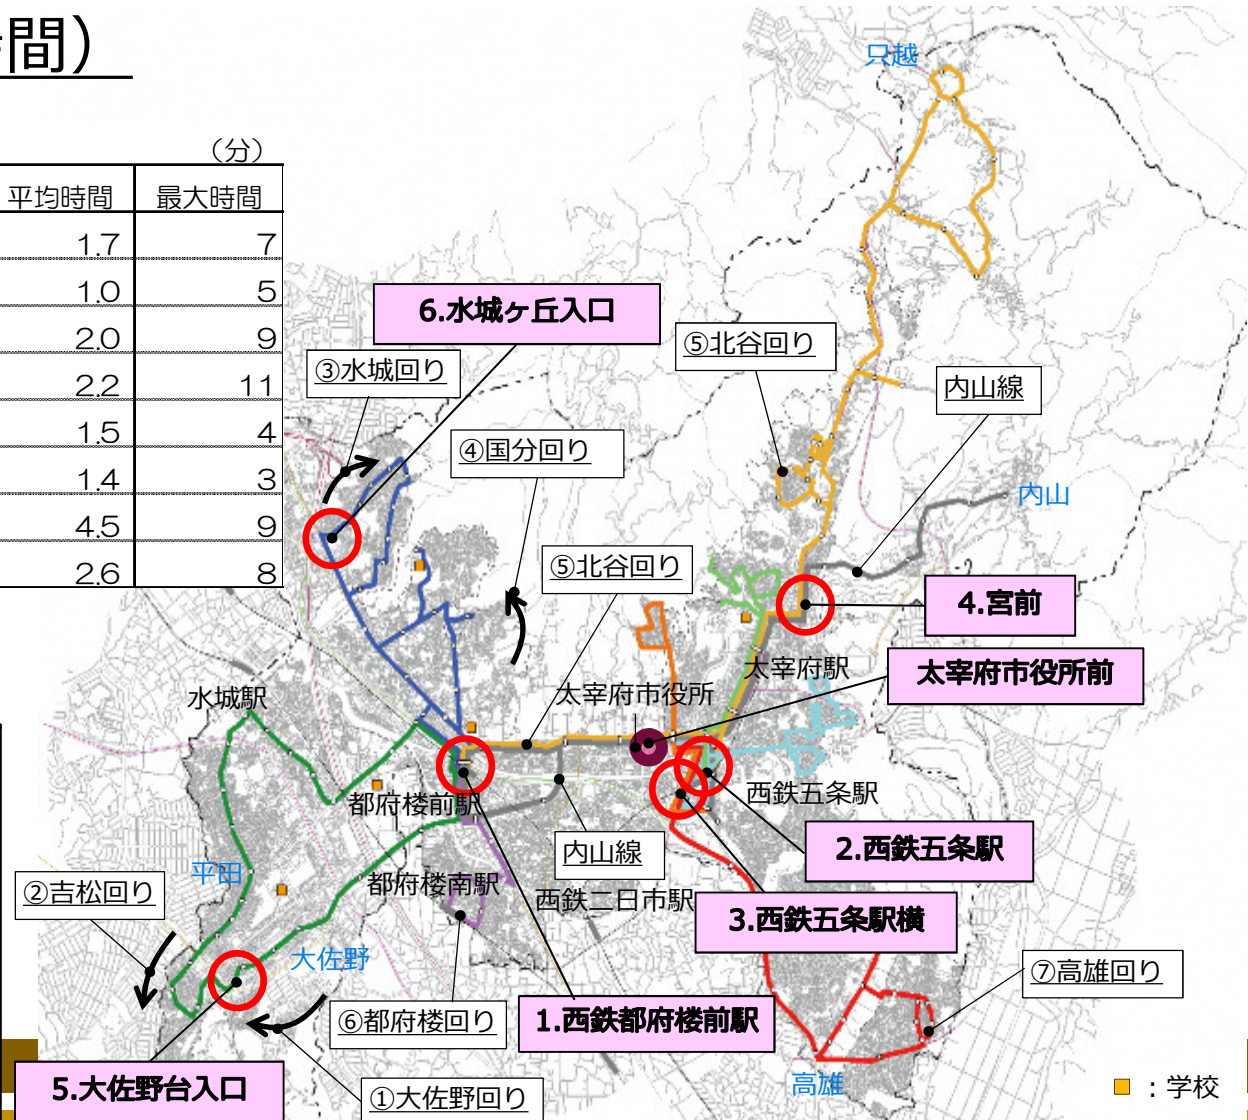 間）
（分）
平均時間 最大時間
1.7 7
1.0 5
2.0 9
2.2 11
1.5 4
1.4 3
4.5 9
2.6 8
只越
6.水城ヶ丘入口
⑤北谷回り
③水城回り
内山線
④国分回り
内山
⑤北谷回り
4.宮前
太宰府市役所前
太宰府駅
太宰府市役所
水城駅
都府楼前駅
西鉄五条駅
2.西鉄五条駅
内山線
平田
都府楼南駅
西鉄二日市駅
②吉松回り
3.西鉄五条駅横
大佐野
⑦高雄回り
⑥都府楼回り
1.西鉄都府楼前駅
5.大佐野台入口
①大佐野回り
高雄
：学校